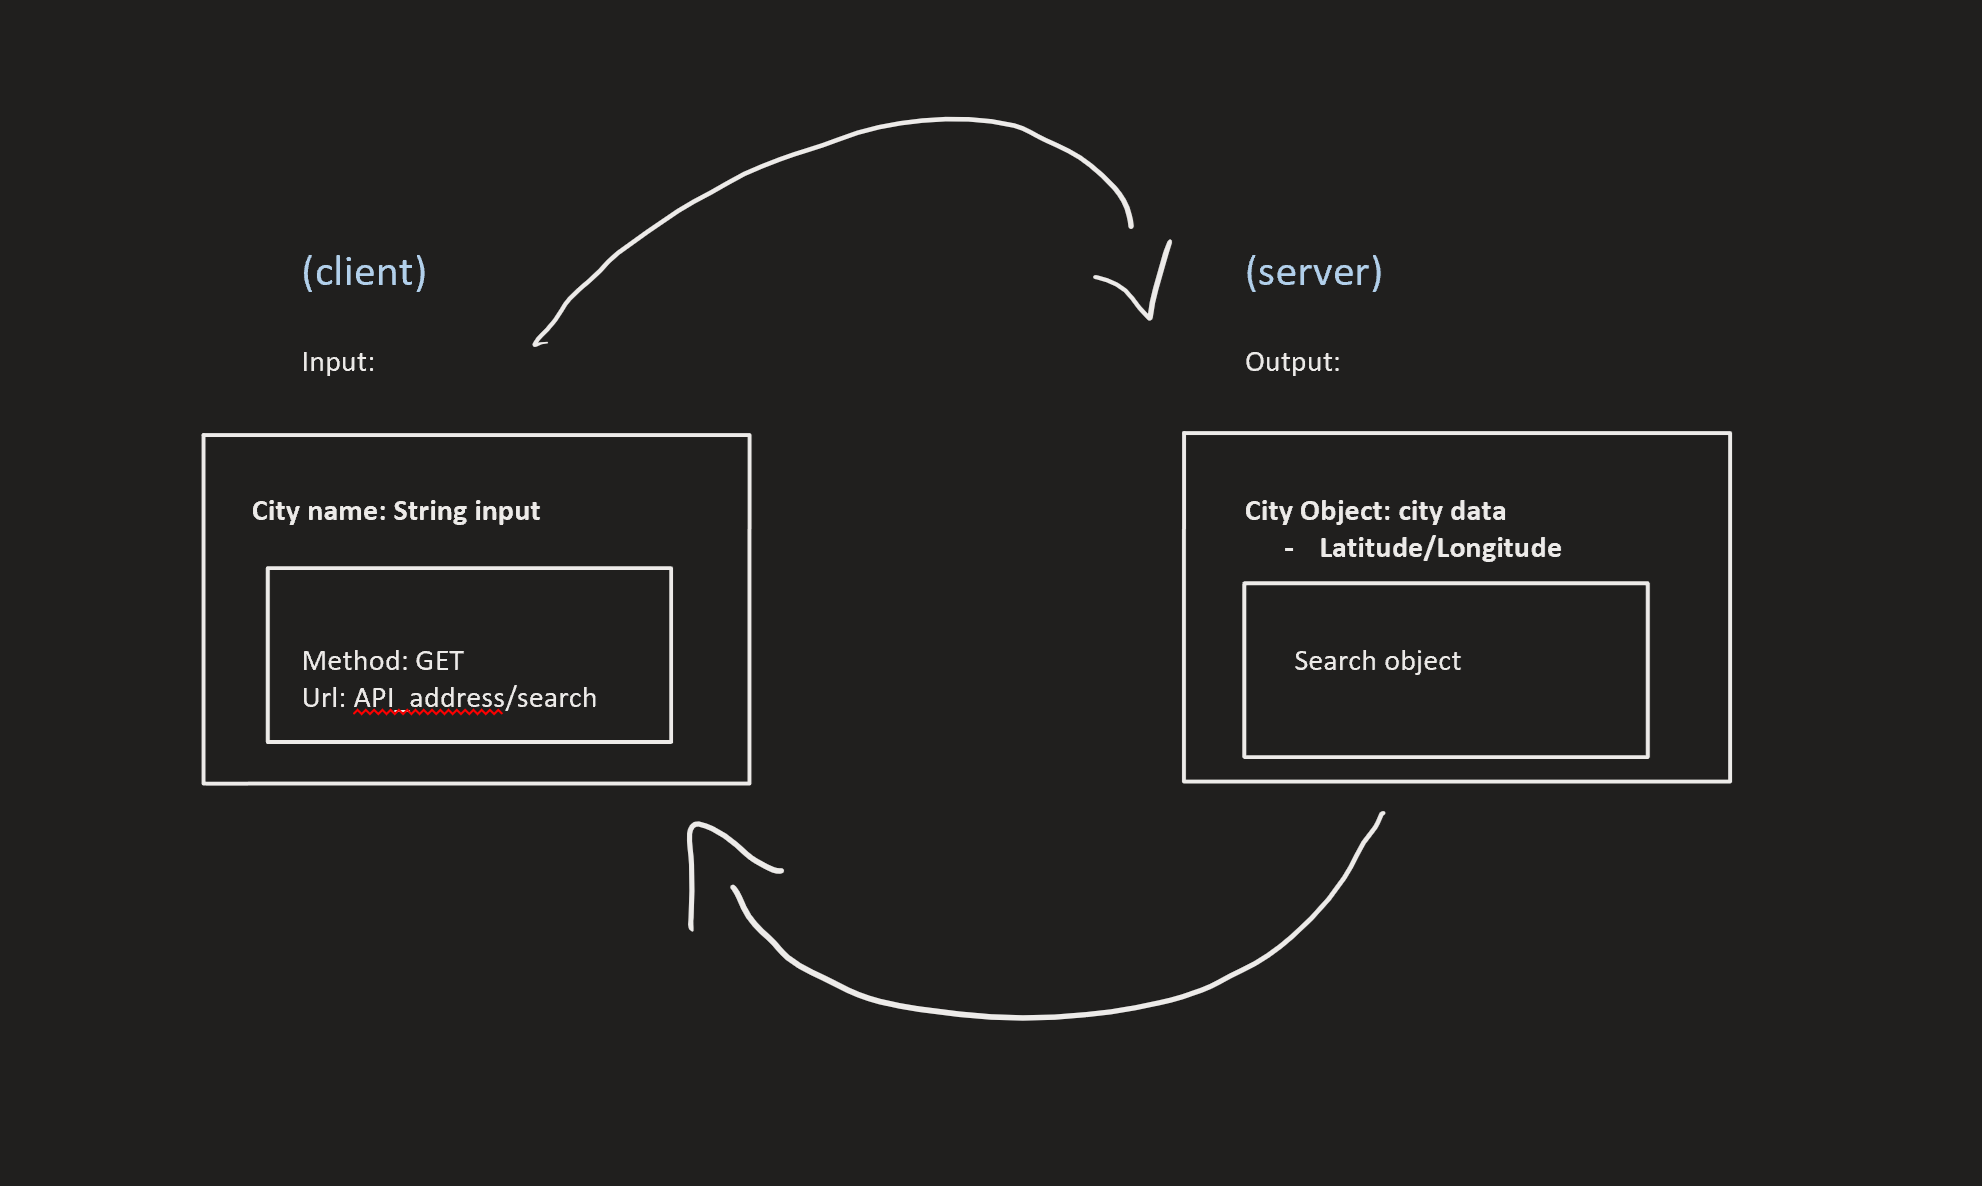 (client)
Input:
City name: String input
Method: GET
Url: API_address/search
(server)
Output:
City Object: city data
- Latitude/Longitude
Search object